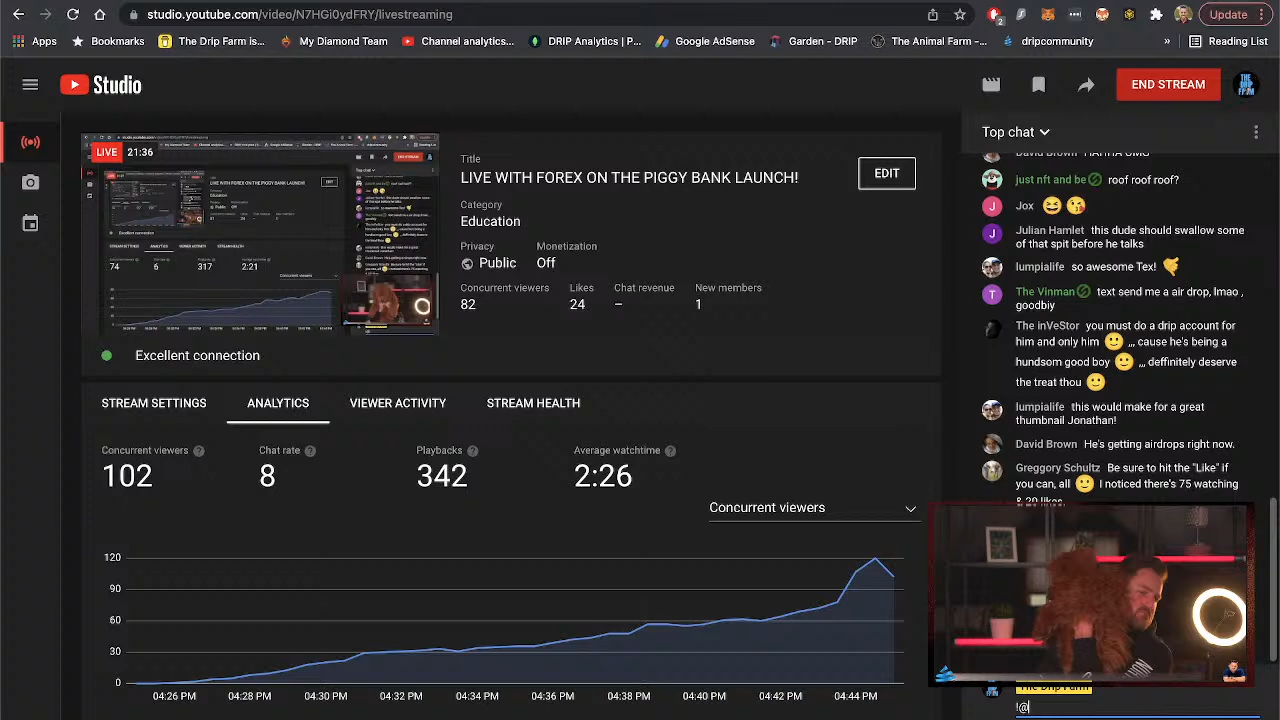 studio.youtube.com/video/N7HGi0ydFRY/livestreaming
2
Update
Apps
Bookmarks
The Drip Farm is...
My Diamond Team
Channel analytics...
DRIP Analytics | P...
Google AdSense
Garden - DRIP
The Animal Farm –...
dripcommunity
»
Reading List
Studio
END STREAM
LIVE 21:36
Title
LIVE WITH FOREX ON THE PIGGY BANK LAUNCH!
EDIT
Category
Education
Privacy
Monetization
Public
Off
Concurrent viewers
Likes
Chat revenue
New members
82
24
–
1
Excellent connection
STREAM SETTINGS
ANALYTICS
VIEWER ACTIVITY
STREAM HEALTH
Concurrent viewers
Chat rate
Playbacks
Average watchtime
102
8
342
2:26
Concurrent viewers
120
90
60
30
0
04:26 PM
04:28 PM
04:30 PM
04:32 PM
04:34 PM
04:36 PM
04:38 PM
04:40 PM
04:42 PM
04:44 PM
Top chat
David Brown
just nft and be roof roof roof?
Jox 😆 😘
Julian Hamlet his dude should swallow some
of that spit b4 he talks
lumpialife so awesome Tex!
The Vinman text send me a air drop, lmao ,
goodby
The inVeStor you must do a drip account for
him and only him 🙂 ,,, cause he's being a
hundsom good boy 🙂 ,,, deffinitely deserve
the treat thou 🙂
lumpialife this would make for a great
thumbnail Jonathan!
David Brown He's getting airdrops right now.
Greggory Schultz Be sure to hit the "Like" if
you can, all 🙂 I noticed there's 75 watching
& 20 likes
The Drip Farm
!@